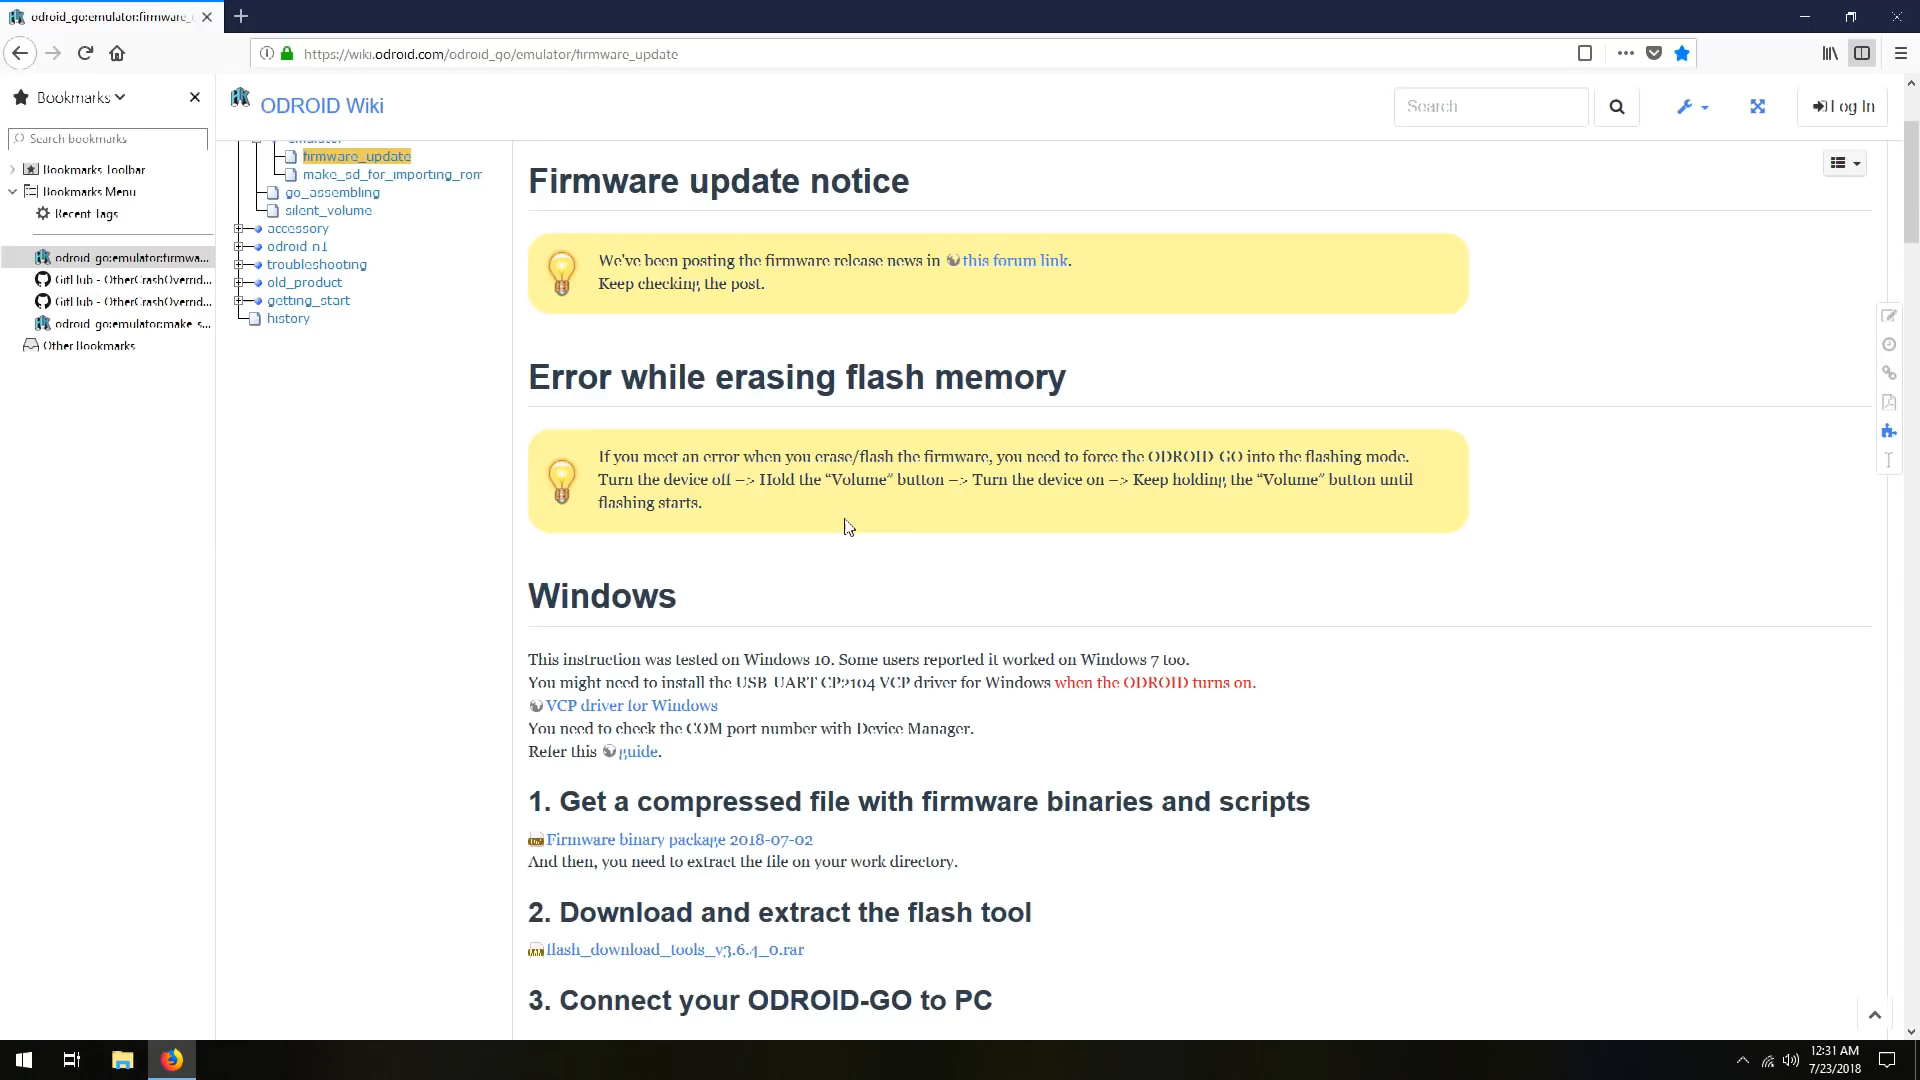 odroid_go:emulator:firmware_
https://wiki.odroid.com/odroid_go/emulator/firmware_update
Bookmarks
Search bookmarks
Bookmarks Toolbar
Bookmarks Menu
Recent Tags
odroid_go:emulator:firmwa...
GitHub - OtherCrashOverrid...
GitHub - OtherCrashOverrid...
odroid_go:emulator:make_s...
Other Bookmarks
ODROID Wiki
Search
Log In
emulator
firmware_update
make_sd_for_importing_rom
go_assembling
silent_volume
accessory
odroid_n1
troubleshooting
old_product
getting_start
history
Firmware update notice
We've been posting the firmware release news in this forum link.
Keep checking the post.
Error while erasing flash memory
If you meet an error when you erase/flash the firmware, you need to force the ODROID-GO into the flashing mode.
Turn the device off –> Hold the “Volume” button –> Turn the device on –> Keep holding the “Volume” button until
flashing starts.
Windows
This instruction was tested on Windows 10. Some users reported it worked on Windows 7 too.
You might need to install the USB-UART CP2104 VCP driver for Windows when the ODROID turns on.
VCP driver for Windows
You need to check the COM port number with Device Manager.
Refer this guide.
1. Get a compressed file with firmware binaries and scripts
Firmware binary package 2018-07-02
And then, you need to extract the file on your work directory.
2. Download and extract the flash tool
flash_download_tools_v3.6.4_0.rar
3. Connect your ODROID-GO to PC
12:31 AM
7/23/2018